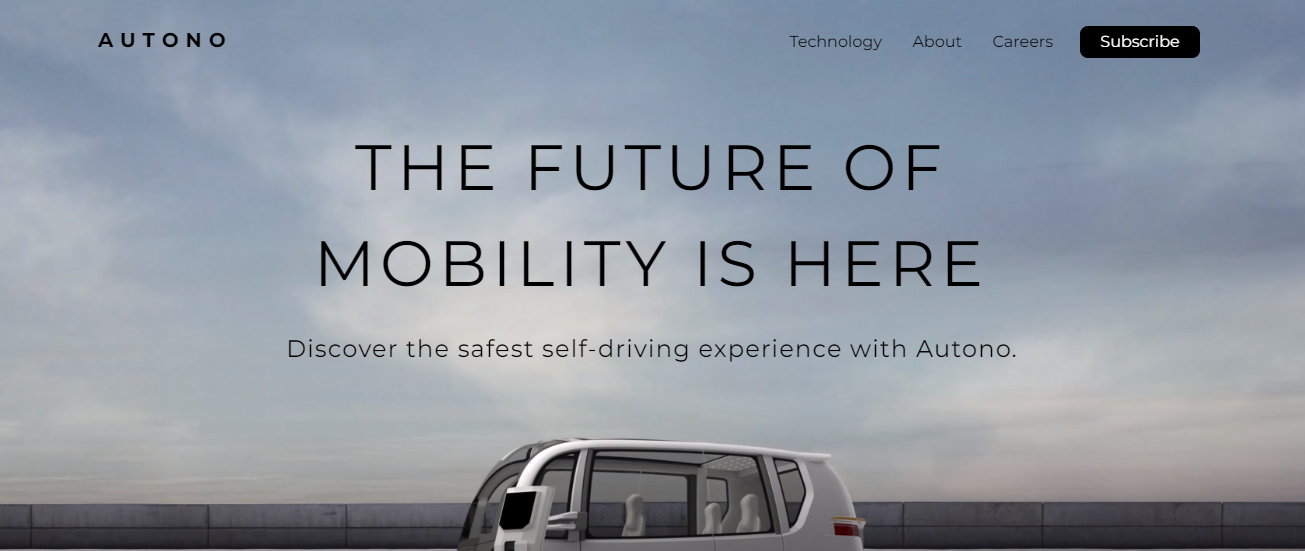 AUTONO
Technology About Careers Subscribe
THE FUTURE OF
MOBILITY IS HERE
Discover the safest self-driving experience with Autono.